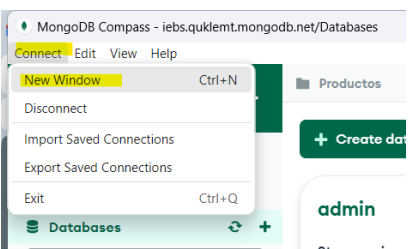 MongoDB Compass - iebs.quklemt.mongodb.net/Databases
Connect Edit View Help
New Window Ctrl+N
Disconnect
Import Saved Connections
Export Saved Connections
Exit Ctrl+Q
Databases
Productos
Create dat
admin